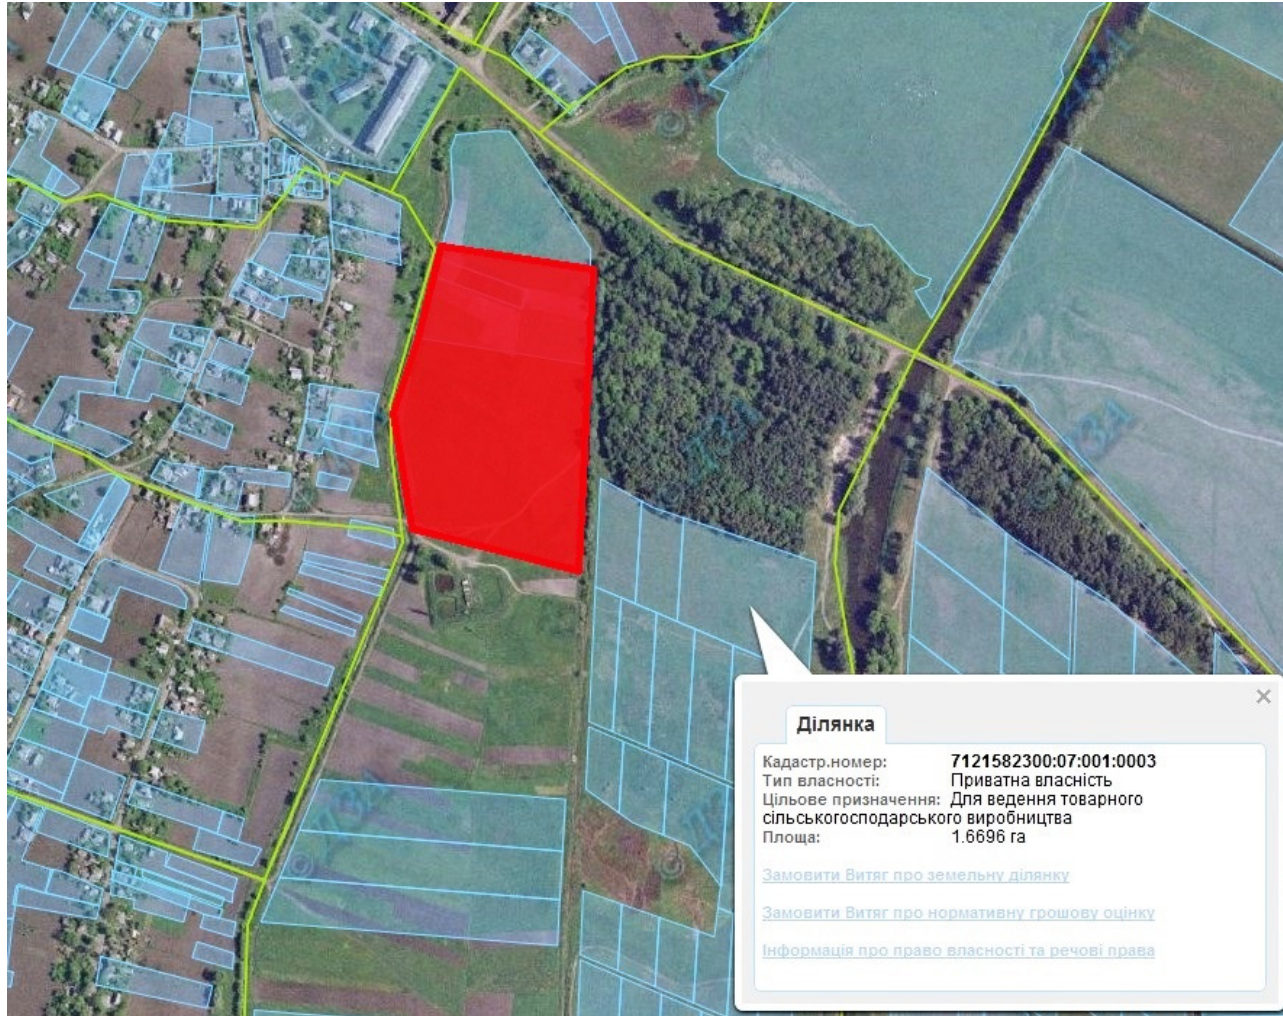 Ділянка
Кадастр.номер: 7121582300:07:001:0003
Тип власності: Приватна власність
Цільове призначення: Для ведення товарного
сільськогосподарського виробництва
Площа: 1.6696 га
Замовити Витяг про земельну ділянку
Замовити Витяг про нормативну грошову оцінку
Інформація про право власності та речові права